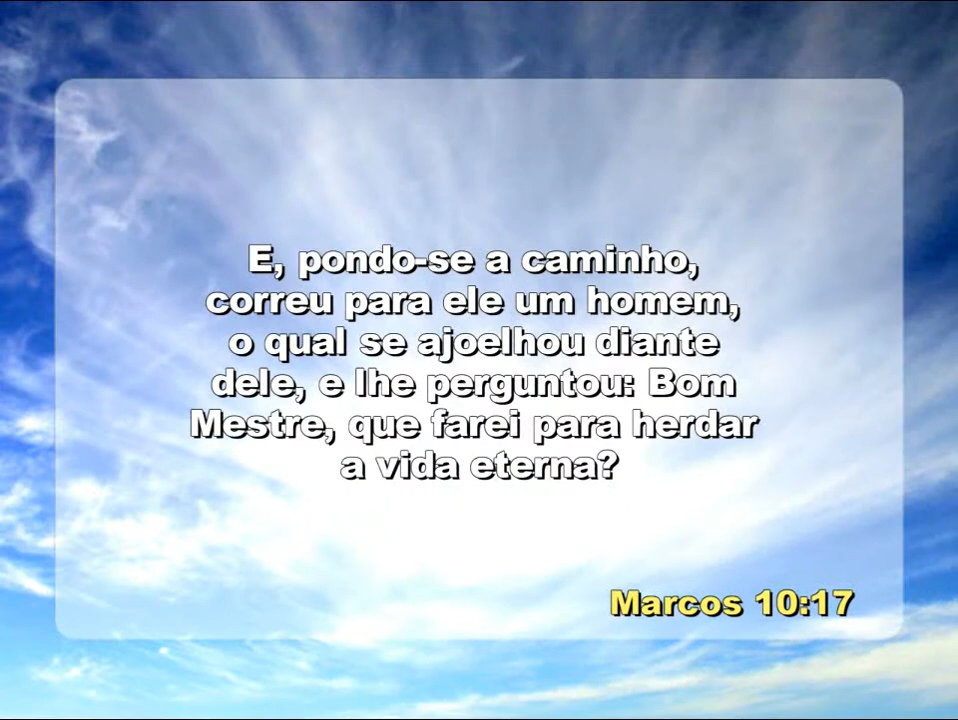 E, pondo-se a caminho,
correu para ele um homem,
o qual se ajoelhou diante
dele, e lhe perguntou: Bom
Mestre, que farei para herdar
a vida eterna?
Marcos 10:17